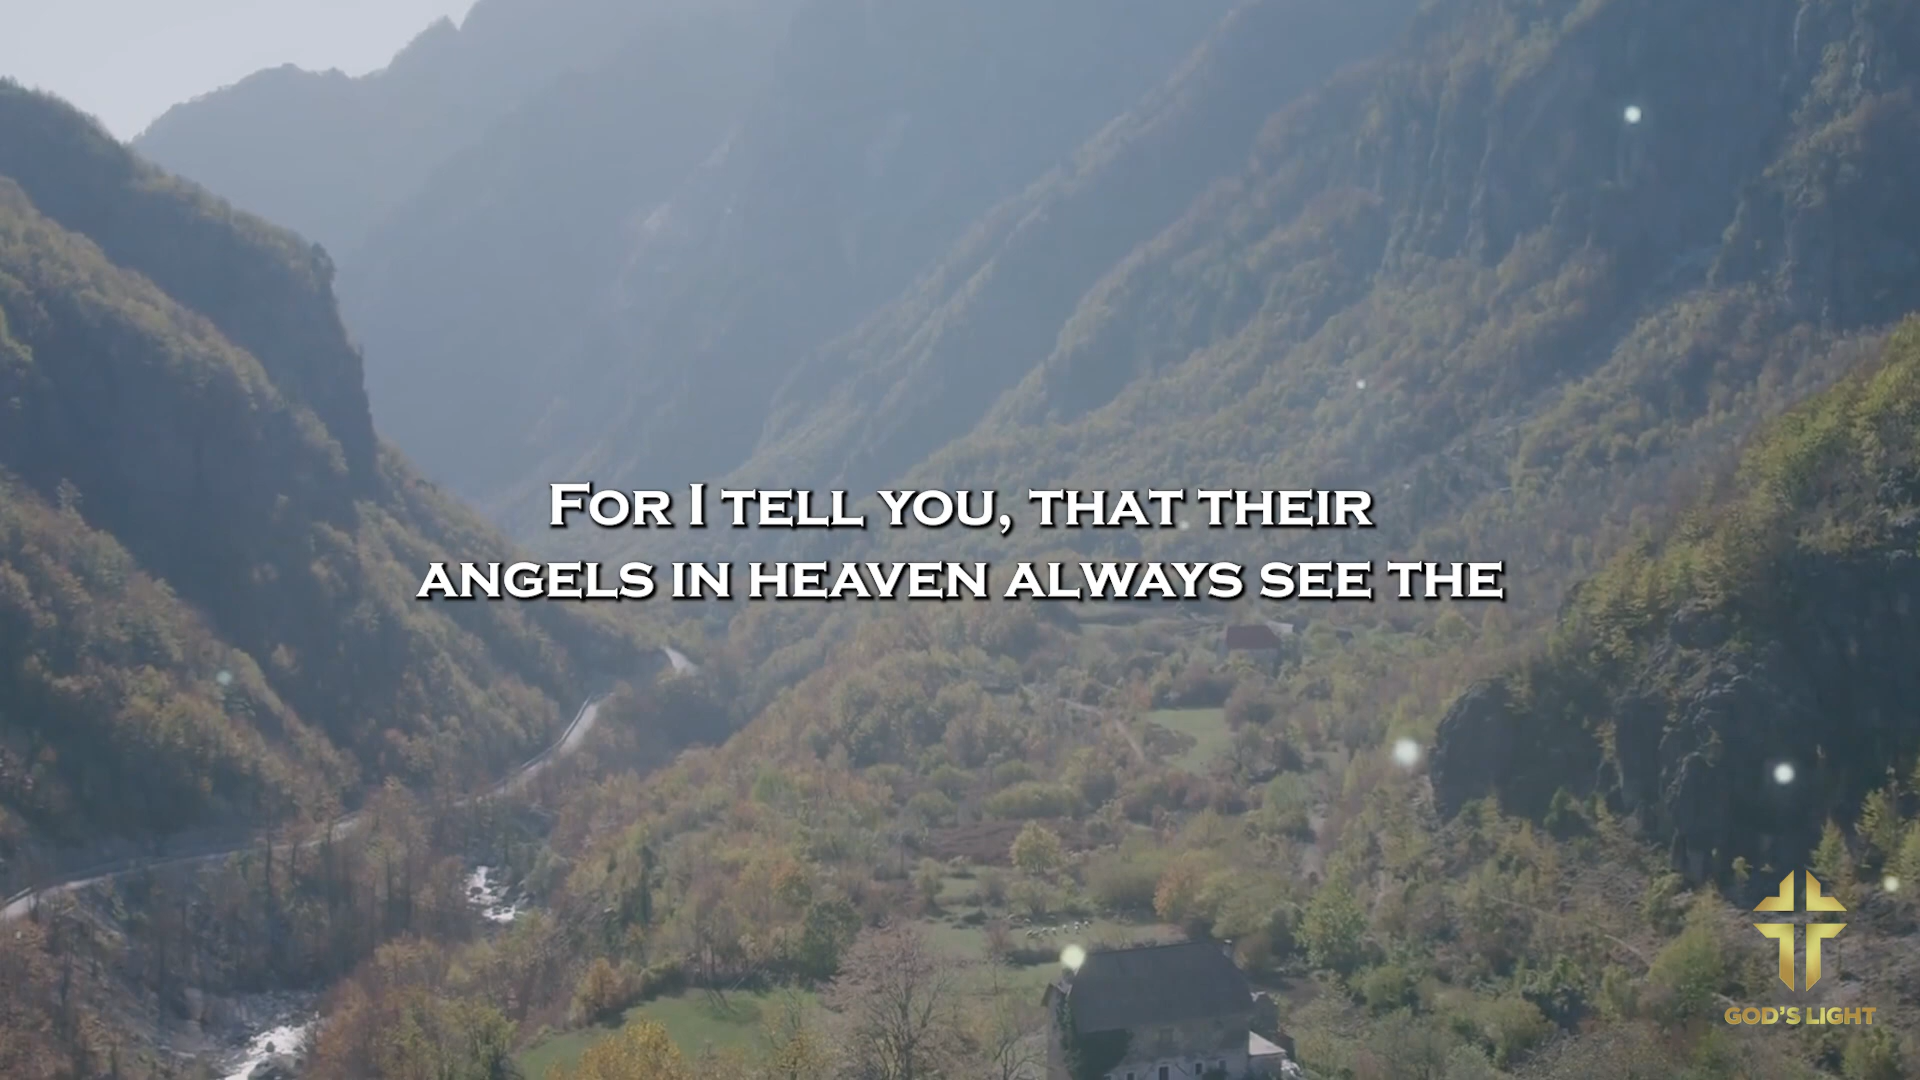 For I tell you, that their
angels in heaven always see the
GOD'S LIGHT